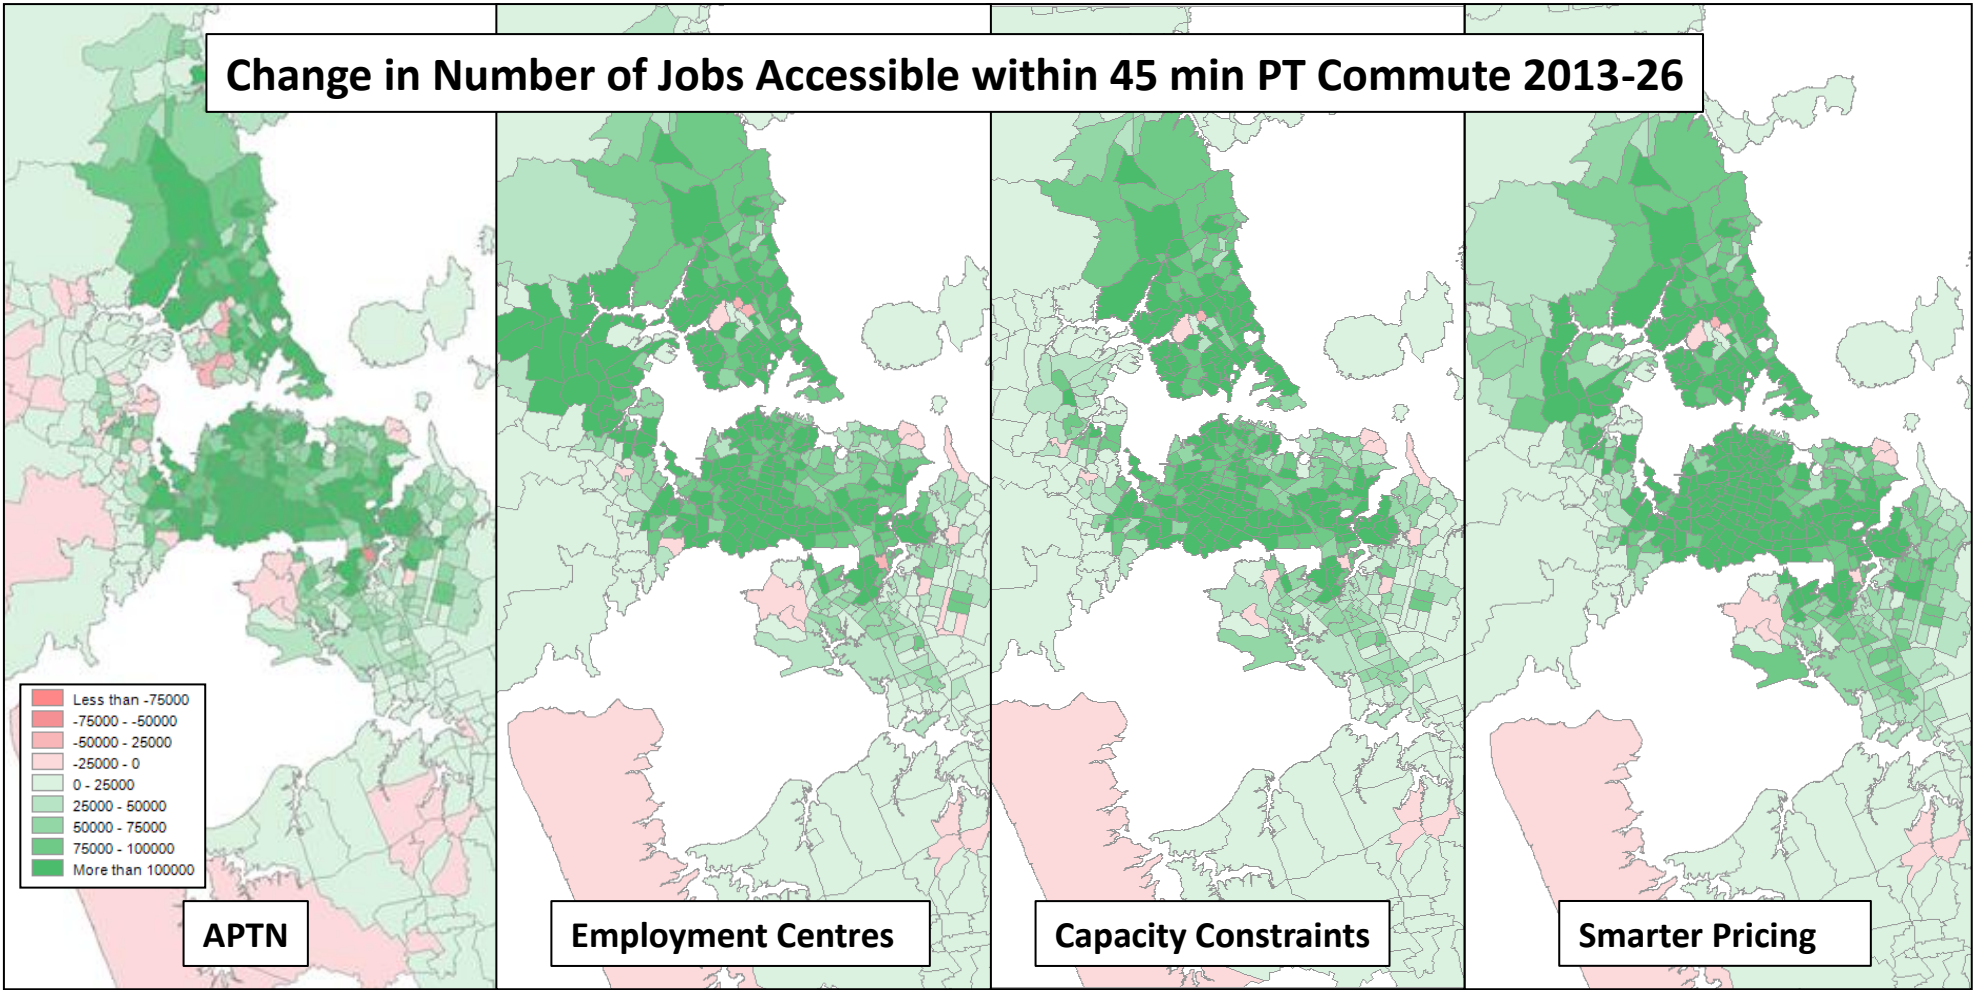 Change in Number of Jobs Accessible within 45 min PT Commute 2013-26
Less than -75000
-75000 - -50000
-50000 - 25000
-25000 - 0
0 - 25000
25000 - 50000
50000 - 75000
75000 - 100000
More than 100000
APTN
Employment Centres
Capacity Constraints
Smarter Pricing